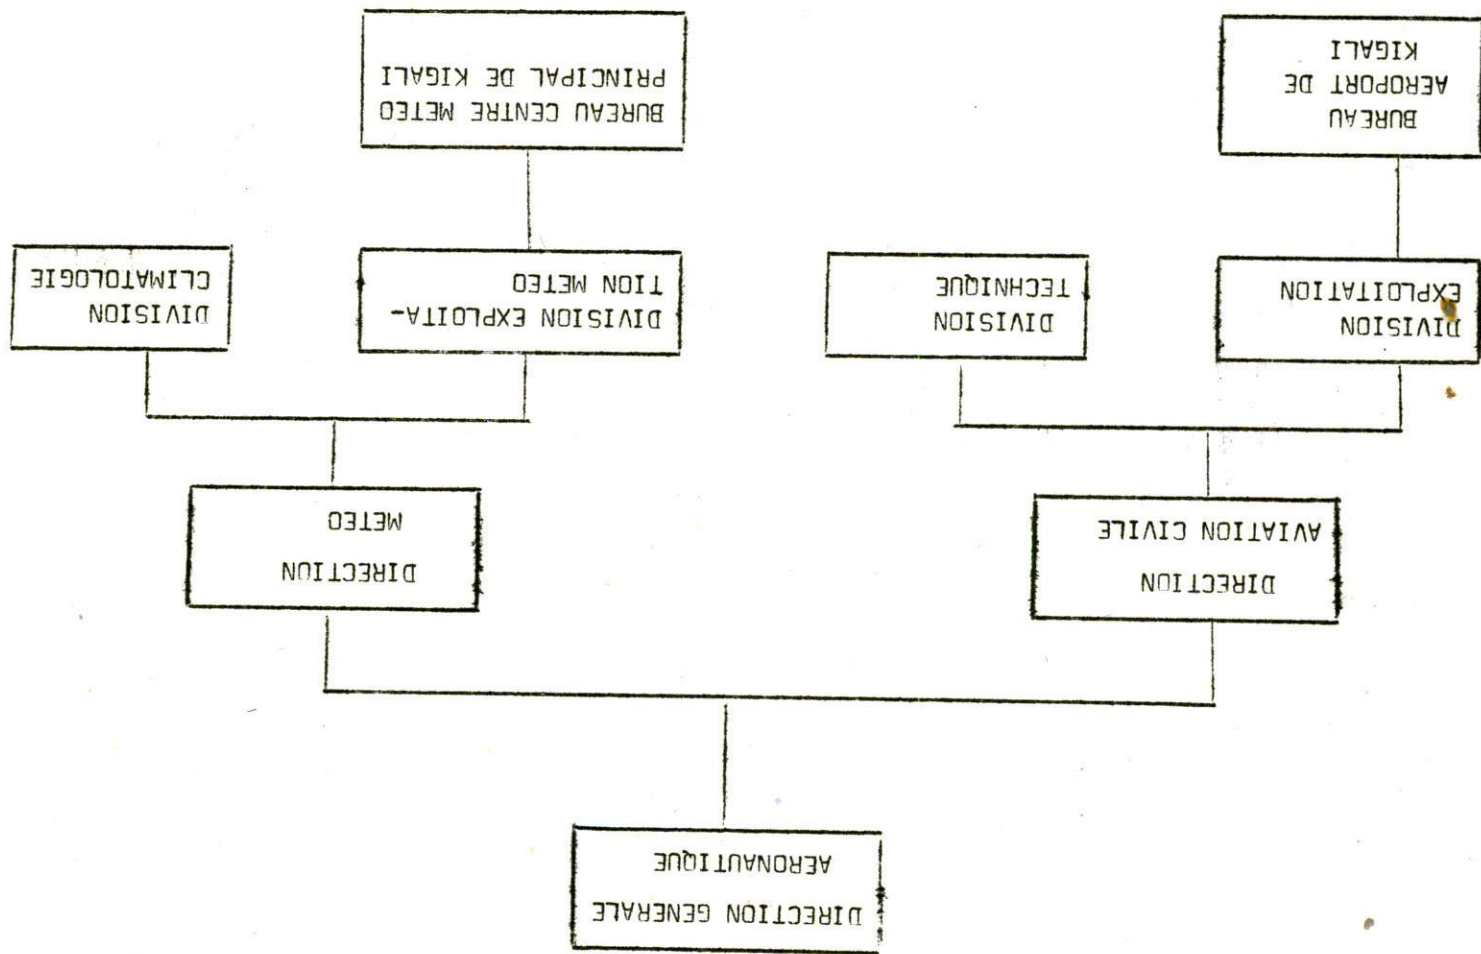 DIRECTION GENERALE
AERONAUTIQUE
DIRECTION
AVIATION CIVILE
DIRECTION
METEO
DIVISION
EXPLOITATION
DIVISION
TECHNIQUE
DIVISION EXPLOITA-
TION METEO
DIVISION
CLIMATOLOGIE
BUREAU
AEROPORT DE
KIGALI
BUREAU CENTRE METEO
PRINCIPAL DE KIGALI